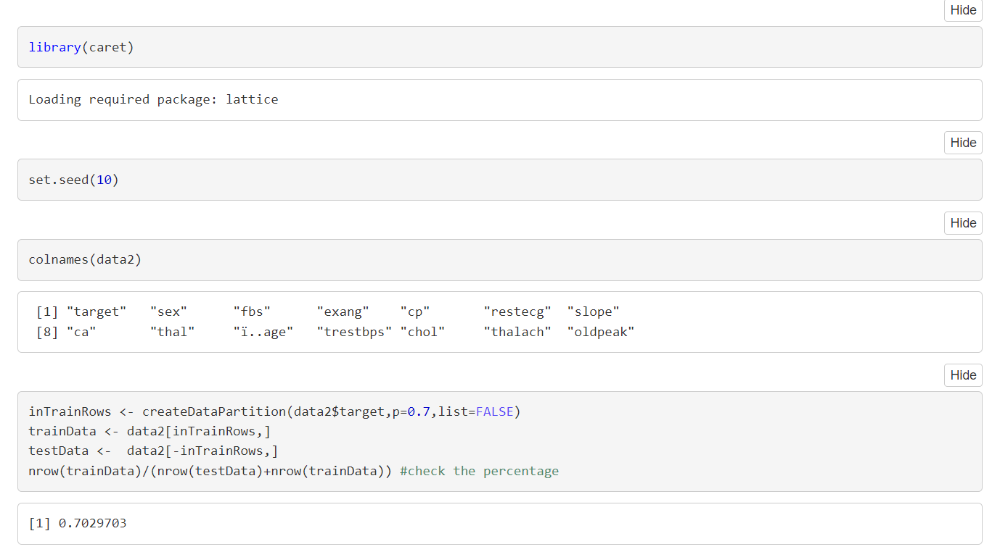 Hide
library(caret)
Loading required package: lattice
Hide
set.seed(10)
Hide
colnames(data2)
[1] "target"   "sex"      "fbs"      "exang"    "cp"       "restecg"  "slope"
[8] "ca"       "thal"     "ï..age"   "trestbps" "chol"     "thalach"  "oldpeak"
Hide
inTrainRows <- createDataPartition(data2$target,p=0.7,list=FALSE)
trainData <- data2[inTrainRows,]
testData <-  data2[-inTrainRows,]
nrow(trainData)/(nrow(testData)+nrow(trainData)) #check the percentage
[1] 0.7029703